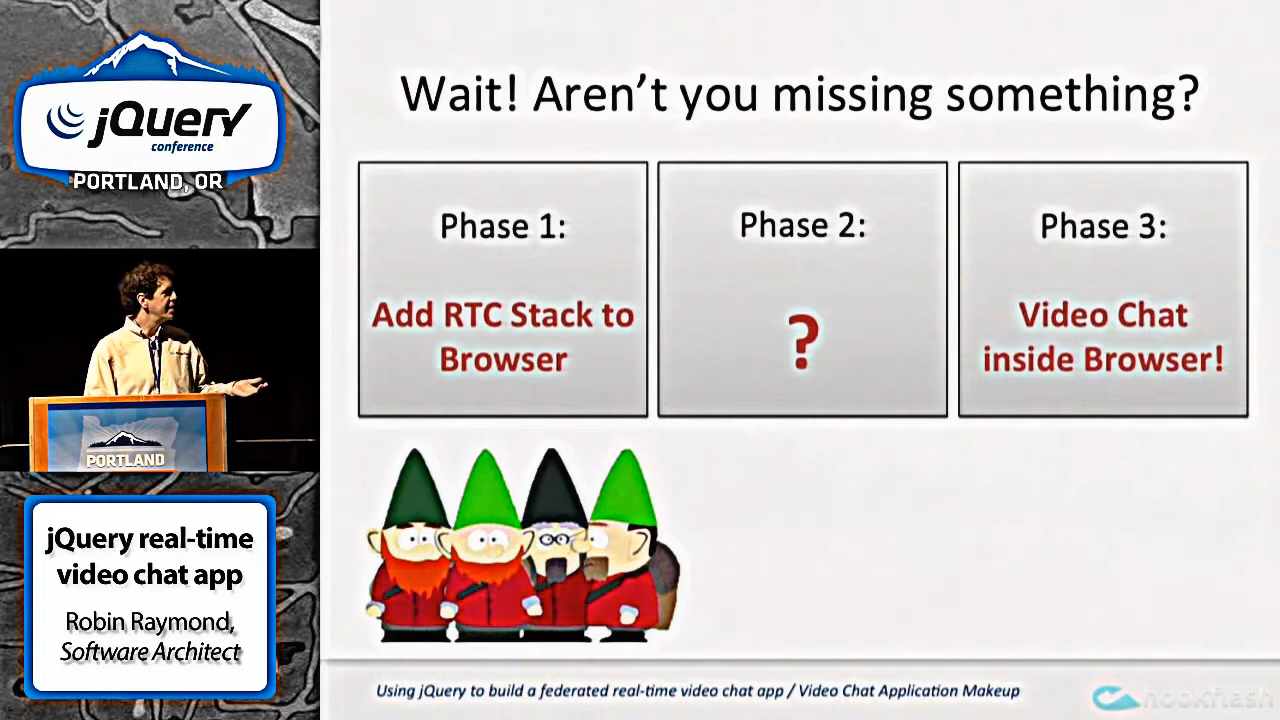 jQuery
conference
PORTLAND, OR
PORTLAND
jQuery real-time
video chat app
Robin Raymond,
Software Architect
Wait! Aren't you missing something?
Phase 1:
Add RTC Stack to
Browser
Phase 2:
?
Phase 3:
Video Chat
inside Browser!
Using jQuery to build a federated real-time video chat app / Video Chat Application Makeup
hookflash